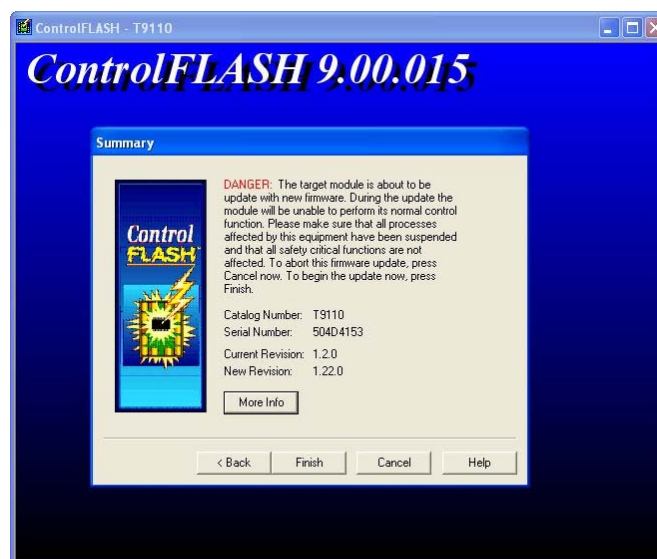 ControlFLASH - T9110
ControlFLASH 9.00.015
Summary
Control
FLASH
DANGER: The target module is about to be
update with new firmware. During the update the
module will be unable to perform its normal control
function. Please make sure that all processes
affected by this equipment have been suspended
and that all safety critical functions are not
affected. To abort this firmware update, press
Cancel now. To begin the update now, press
Finish.
Catalog Number: T9110
Serial Number: 504D4153
Current Revision: 1.2.0
New Revision: 1.22.0
More Info
< Back Finish Cancel Help